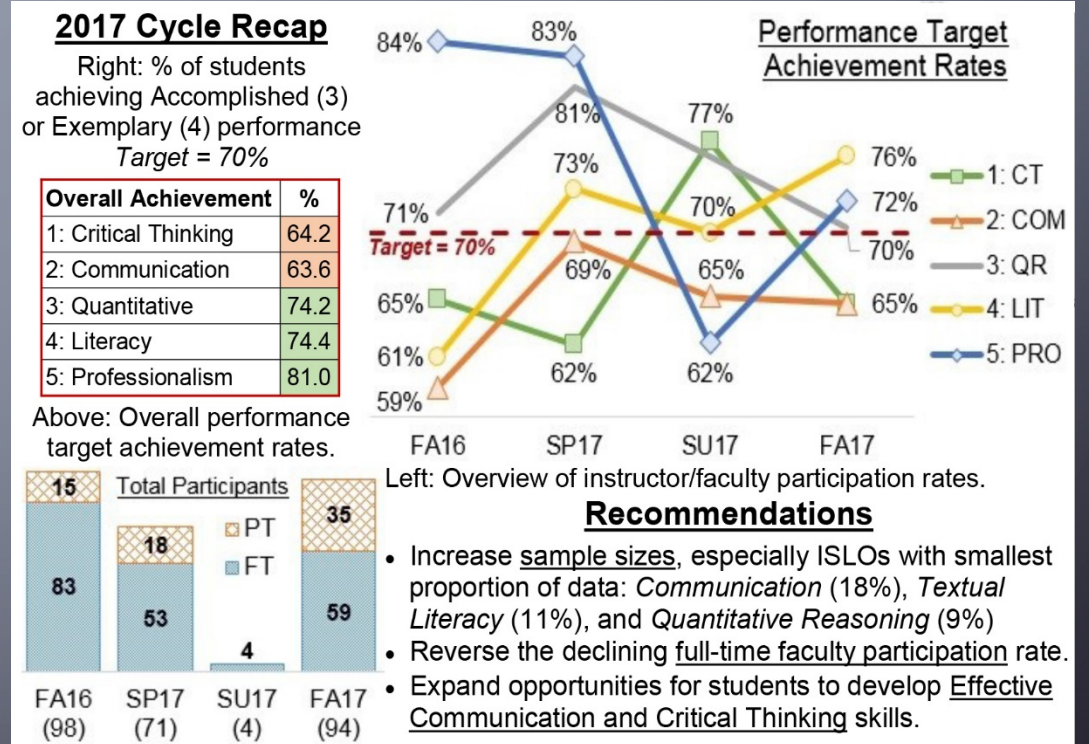 2017 Cycle Recap
Right: % of students
achieving Accomplished (3)
or Exemplary (4) performance
Target = 70%
Overall Achievement %
1: Critical Thinking 64.2
2: Communication 63.6
3: Quantitative 74.2
4: Literacy 74.4
5: Professionalism 81.0
Above: Overall performance
target achievement rates.
Performance Target
Achievement Rates
84%
83%
81%
77%
73%
76%
71%
70%
72%
Target = 70%
70%
69%
65%
65%
65%
61%
62%
62%
59%
FA16 SP17 SU17 FA17
1: CT
2: COM
3: QR
4: LIT
5: PRO
Total Participants
PT
FT
15
83
18
53
4
35
59
FA16 SP17 SU17 FA17
(98) (71) (4) (94)
Left: Overview of instructor/faculty participation rates.
Recommendations
• Increase sample sizes, especially ISLOs with smallest
proportion of data: Communication (18%), Textual
Literacy (11%), and Quantitative Reasoning (9%)
• Reverse the declining full-time faculty participation rate.
• Expand opportunities for students to develop Effective
Communication and Critical Thinking skills.